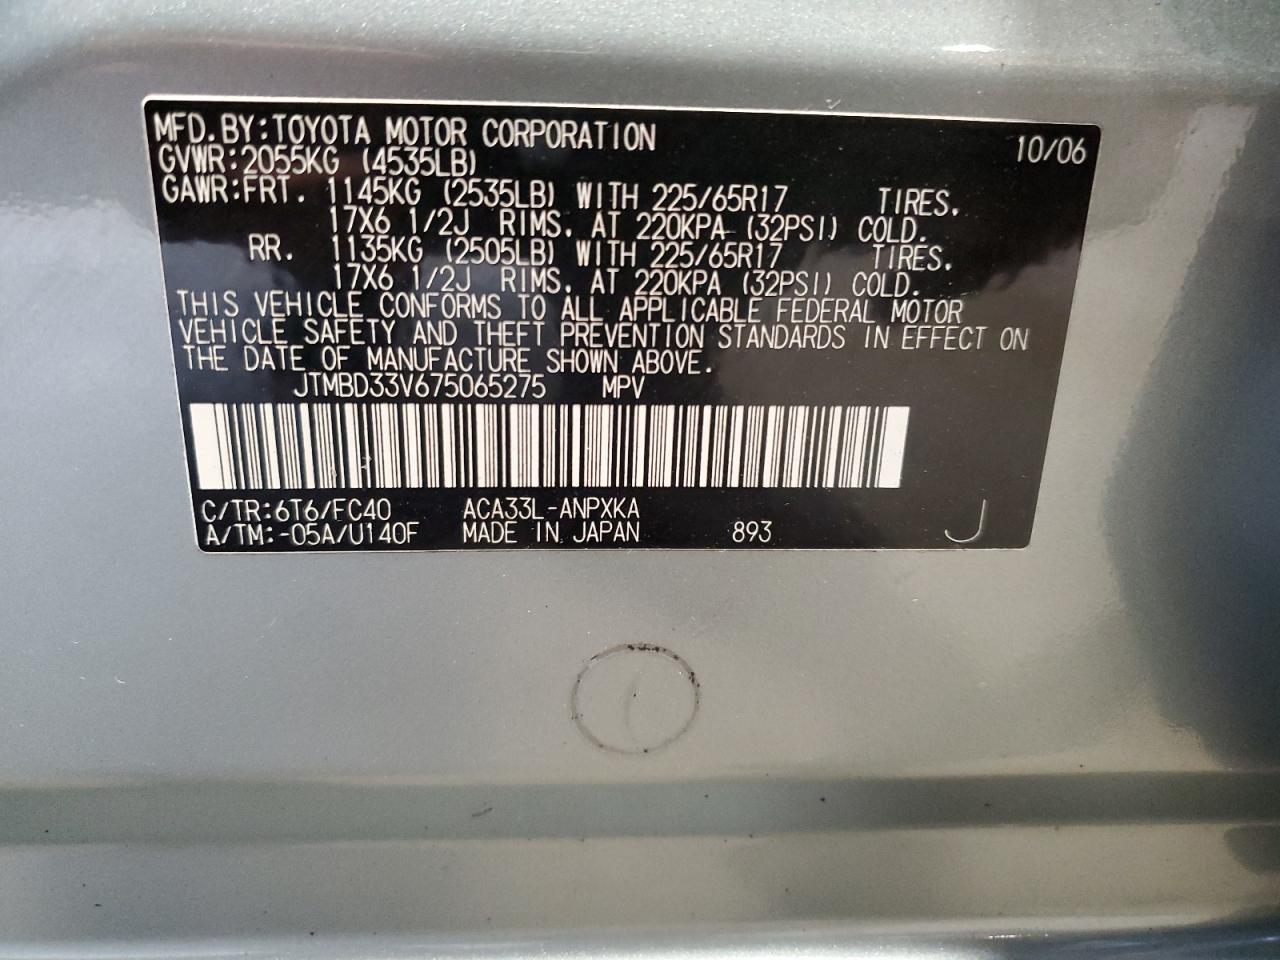 MFD.BY:TOYOTA MOTOR CORPORATION 10/06
GVWR:2055KG (4535LB)
GAWR:FRT. 1145KG (2535LB) WITH 225/65R17 TIRES.
17X6 1/2J RIMS. AT 220KPA (32PSI) COLD.
RR. 1135KG (2505LB) WITH 225/65R17 TIRES.
17X6 1/2J RIMS. AT 220KPA (32PSI) COLD.
THIS VEHICLE CONFORMS TO ALL APPLICABLE FEDERAL MOTOR
VEHICLE SAFETY AND THEFT PREVENTION STANDARDS IN EFFECT ON
THE DATE OF MANUFACTURE SHOWN ABOVE.
JTMBD33V675065275 MPV
C/TR:6T6/FC40 ACA33L-ANPXKA
A/TM:-05A/U140F MADE IN JAPAN 893 J